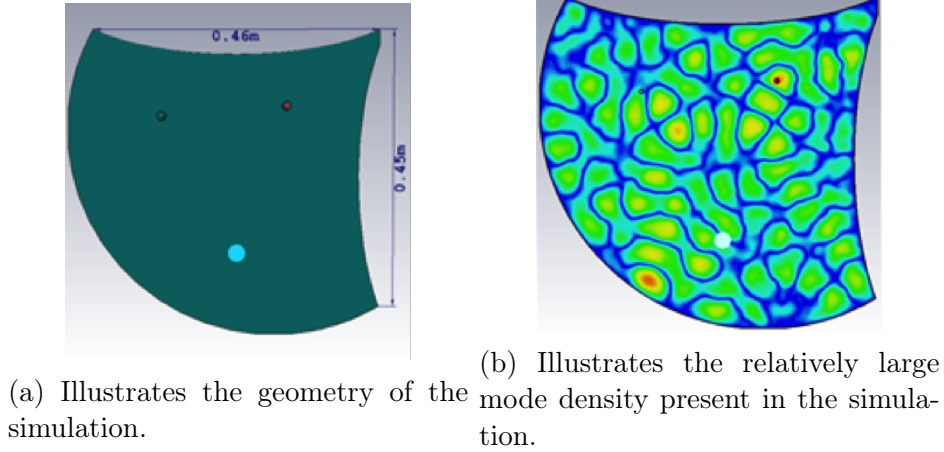 0.46m
0.45m
(a) Illustrates the geometry of the
simulation.
(b) Illustrates the relatively large
mode density present in the simula-
tion.